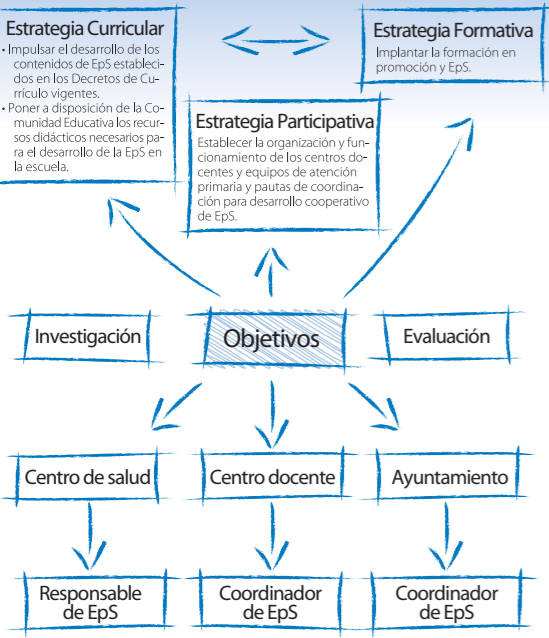 Estrategia Curricular
• Impulsar el desarrollo de los
contenidos de EpS estableci-
dos en los Decretos de Cu-
rrículo vigentes.
• Poner a disposición de la Co-
munidad Educativa los recur-
sos didácticos necesarios pa-
ra el desarrollo de la EpS en
la escuela.
Estrategia Formativa
Implantar la formación en
promoción y EpS.
Estrategia Participativa
Establecer la organización y fun-
cionamiento de los centros do-
centes y equipos de atención
primaria y pautas de coordina-
ción para desarrollo cooperativo
de EpS.
Investigación
Objetivos
Evaluación
Centro de salud
Centro docente
Ayuntamiento
Responsable
de EpS
Coordinador
de EpS
Coordinador
de EpS